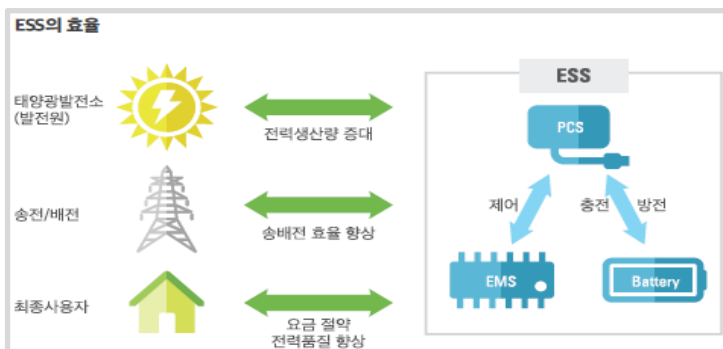 ESS의 효율
태양광발전소
(발전원)
전력생산량 증대
송전/배전
송배전 효율 향상
최종사용자
요금 절약
전력품질 향상
ESS
PCS
제어
충전
방전
EMS
Battery